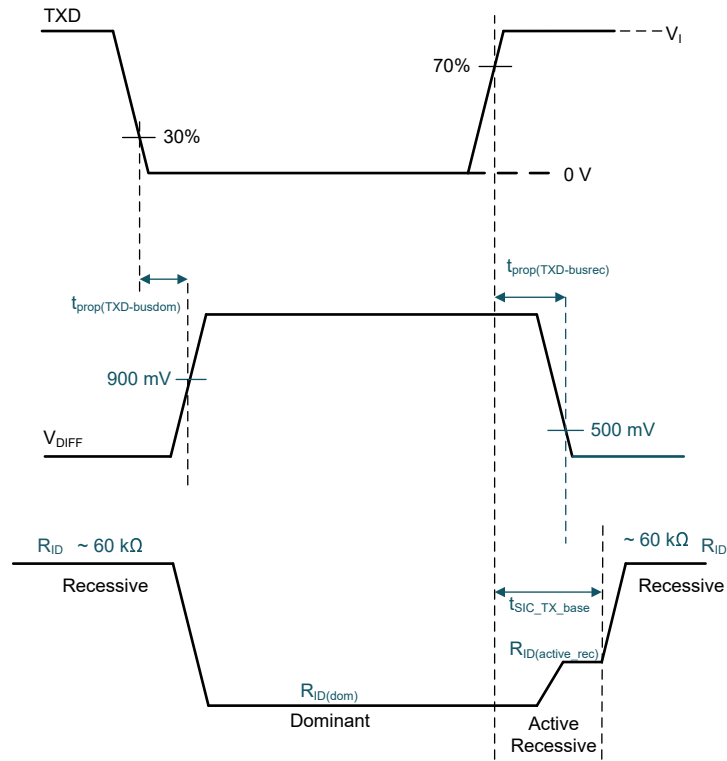 TXD
V_I
70%
30%
0 V
t_prop(TXD-busrec)
t_prop(TXD-busdom)
900 mV
500 mV
V_DIFF
R_ID ~ 60 kΩ
~ 60 kΩ R_ID
Recessive
Recessive
t_SIC_TX_base
R_ID(active_rec)
R_ID(dom)
Dominant
Active
Recessive